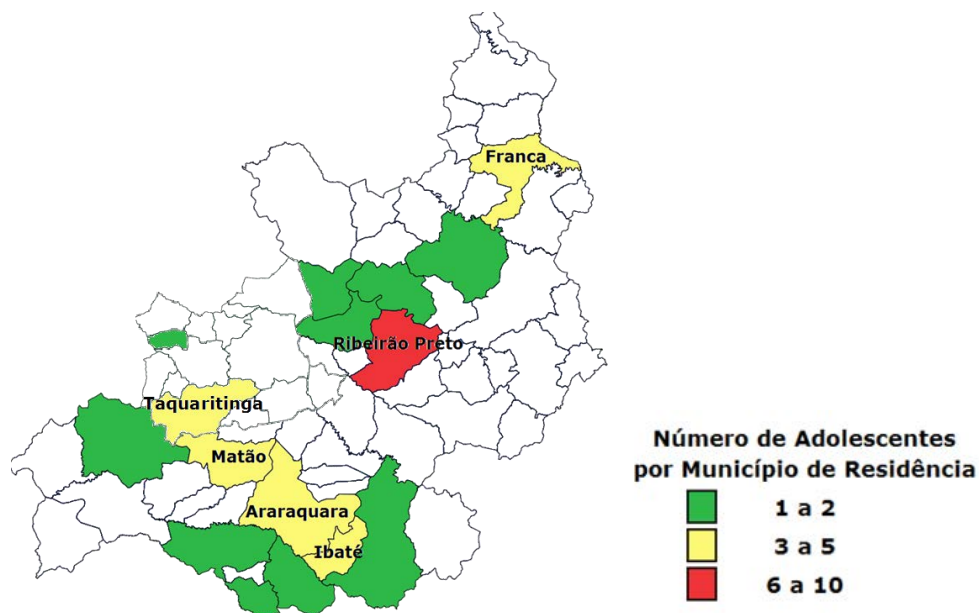 Franca
Ribeirão Preto
Taquaritinga
Matão
Araraquara
Ibaté
Número de Adolescentes
por Município de Residência
1 a 2
3 a 5
6 a 10